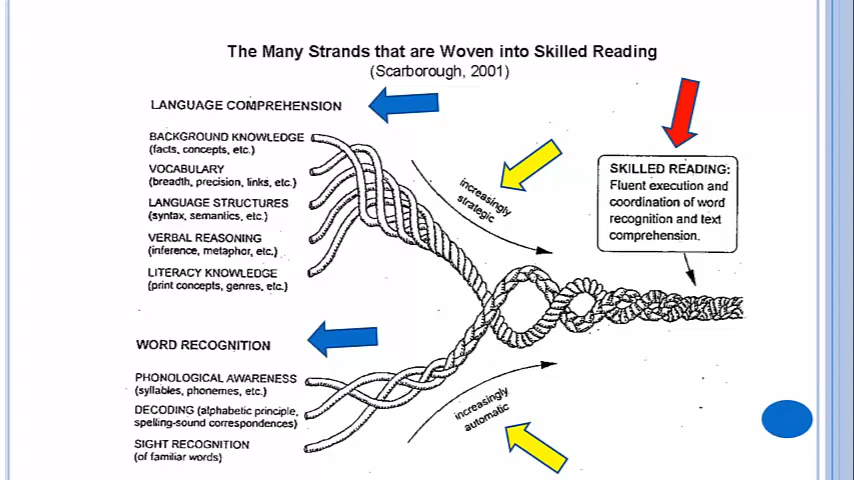 The Many Strands that are Woven into Skilled Reading
(Scarborough, 2001)
LANGUAGE COMPREHENSION
BACKGROUND KNOWLEDGE
(facts, concepts, etc.)
VOCABULARY
(breadth, precision, links, etc.)
LANGUAGE STRUCTURES
(syntax, semantics, etc.)
VERBAL REASONING
(inference, metaphor, etc.)
LITERACY KNOWLEDGE
(print concepts, genres, etc.)
increasingly
strategic
SKILLED READING:
Fluent execution and
coordination of word
recognition and text
comprehension.
WORD RECOGNITION
PHONOLOGICAL AWARENESS
(syllables, phonemes, etc.)
DECODING (alphabetic principle,
spelling-sound correspondences)
SIGHT RECOGNITION
(of familiar words)
increasingly
automatic